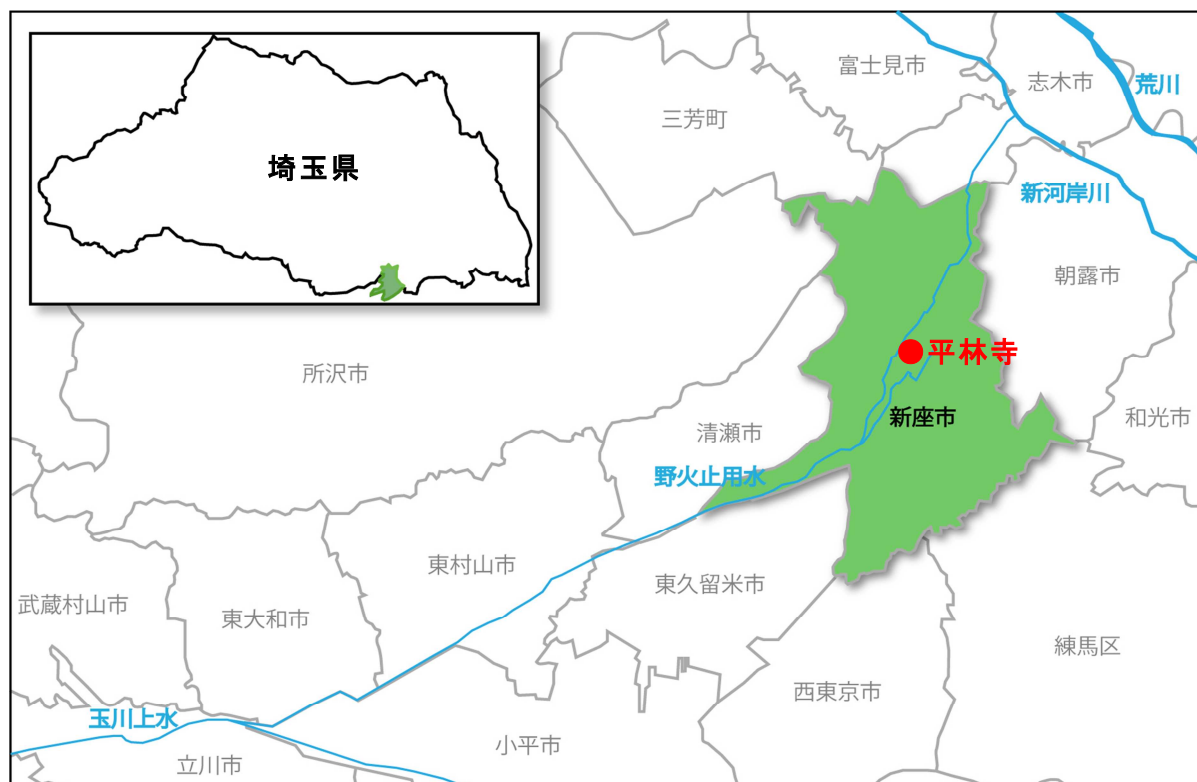 富士見市
志木市
荒川
三芳町
埼玉県
新河岸川
朝霞市
平林寺
所沢市
新座市
和光市
清瀬市
野火止用水
東村山市
東久留米市
武蔵村山市
東大和市
練馬区
西東京市
玉川上水
小平市
立川市